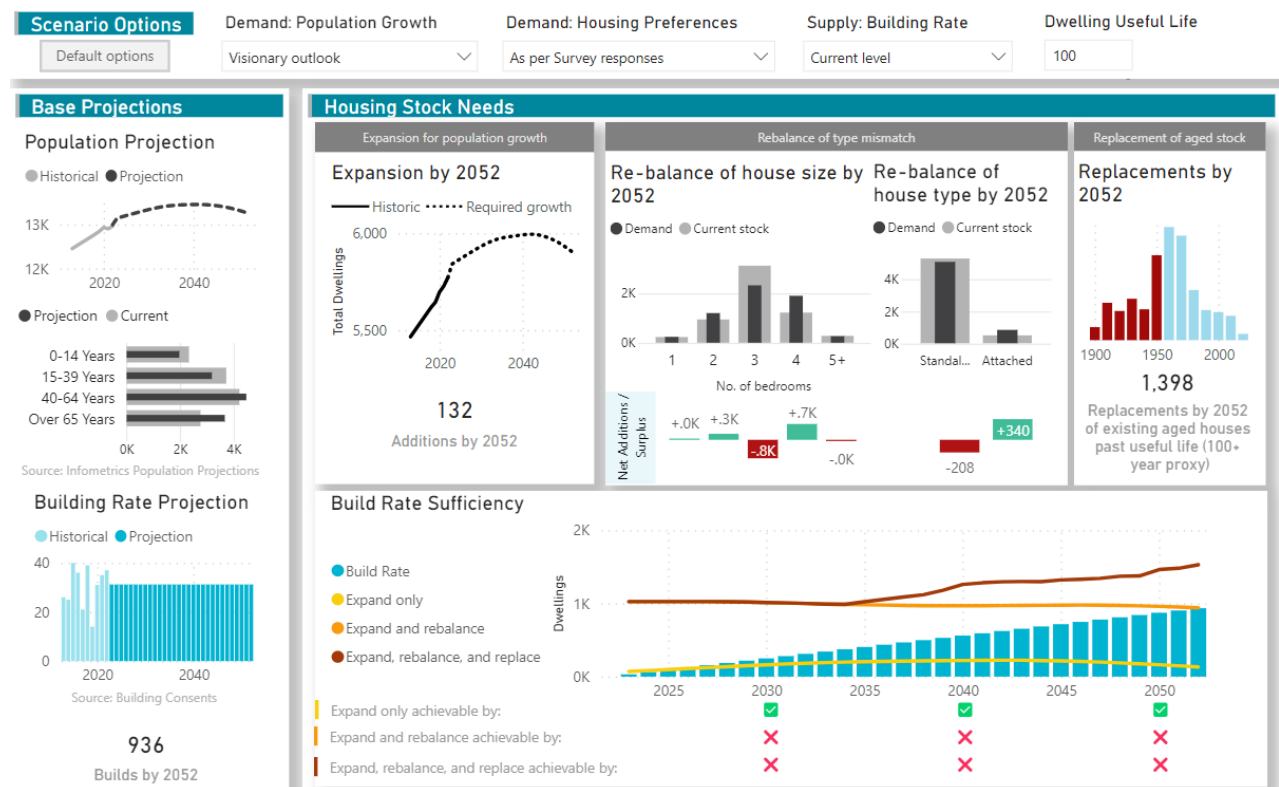 Scenario Options
Default options
Demand: Population Growth
Visionary outlook
Demand: Housing Preferences
As per Survey responses
Supply: Building Rate
Current level
Dwelling Useful Life
100
Base Projections
Population Projection
Historical Projection
13K
12K
2020 2040
Projection Current
0-14 Years
15-39 Years
40-64 Years
Over 65 Years
0K 2K 4K
Source: Infometrics Population Projections
Building Rate Projection
Historical Projection
40
20
0
2020 2040
Source: Building Consents
936
Builds by 2052
Housing Stock Needs
Expansion for population growth
Expansion by 2052
Historic Required growth
Total Dwellings
6,000
5,500
2020 2040
132
Additions by 2052
Rebalance of type mismatch
Re-balance of house size by
2052
Demand Current stock
2K
0K
1 2 3 4 5+
No. of bedrooms
Net Additions /
Surplus
+.0K +.3K -.8K +.7K -.0K
Re-balance of
house type by 2052
Demand Current stock
4K
2K
0K
Standal... Attached
-208 +340
Replacement of aged stock
Replacements by
2052
1900 1950 2000
1,398
Replacements by 2052
of existing aged houses
past useful life (100+
year proxy)
Build Rate Sufficiency
Build Rate
Expand only
Expand and rebalance
Expand, rebalance, and replace
Dwellings
2K
1K
0K
2025 2030 2035 2040 2045 2050
Expand only achievable by:
Expand and rebalance achievable by:
Expand, rebalance, and replace achievable by: